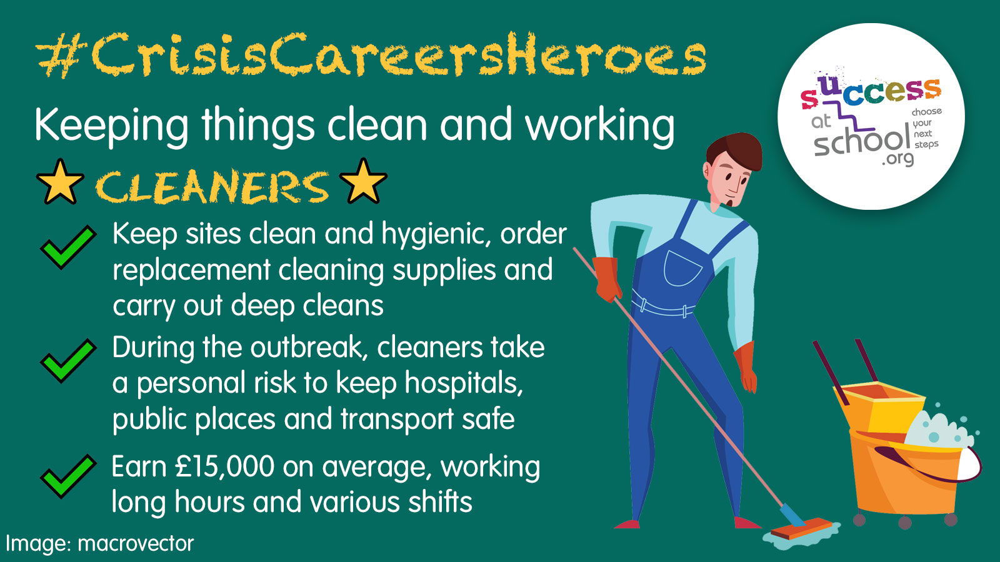 #CrisisCareersHeroes
Keeping things clean and working
CLEANERS
Keep sites clean and hygienic, order
replacement cleaning supplies and
carry out deep cleans
During the outbreak, cleaners take
a personal risk to keep hospitals,
public places and transport safe
Earn £15,000 on average, working
long hours and various shifts
Image: macrovector
success
at
school
.org
choose
your
next
steps